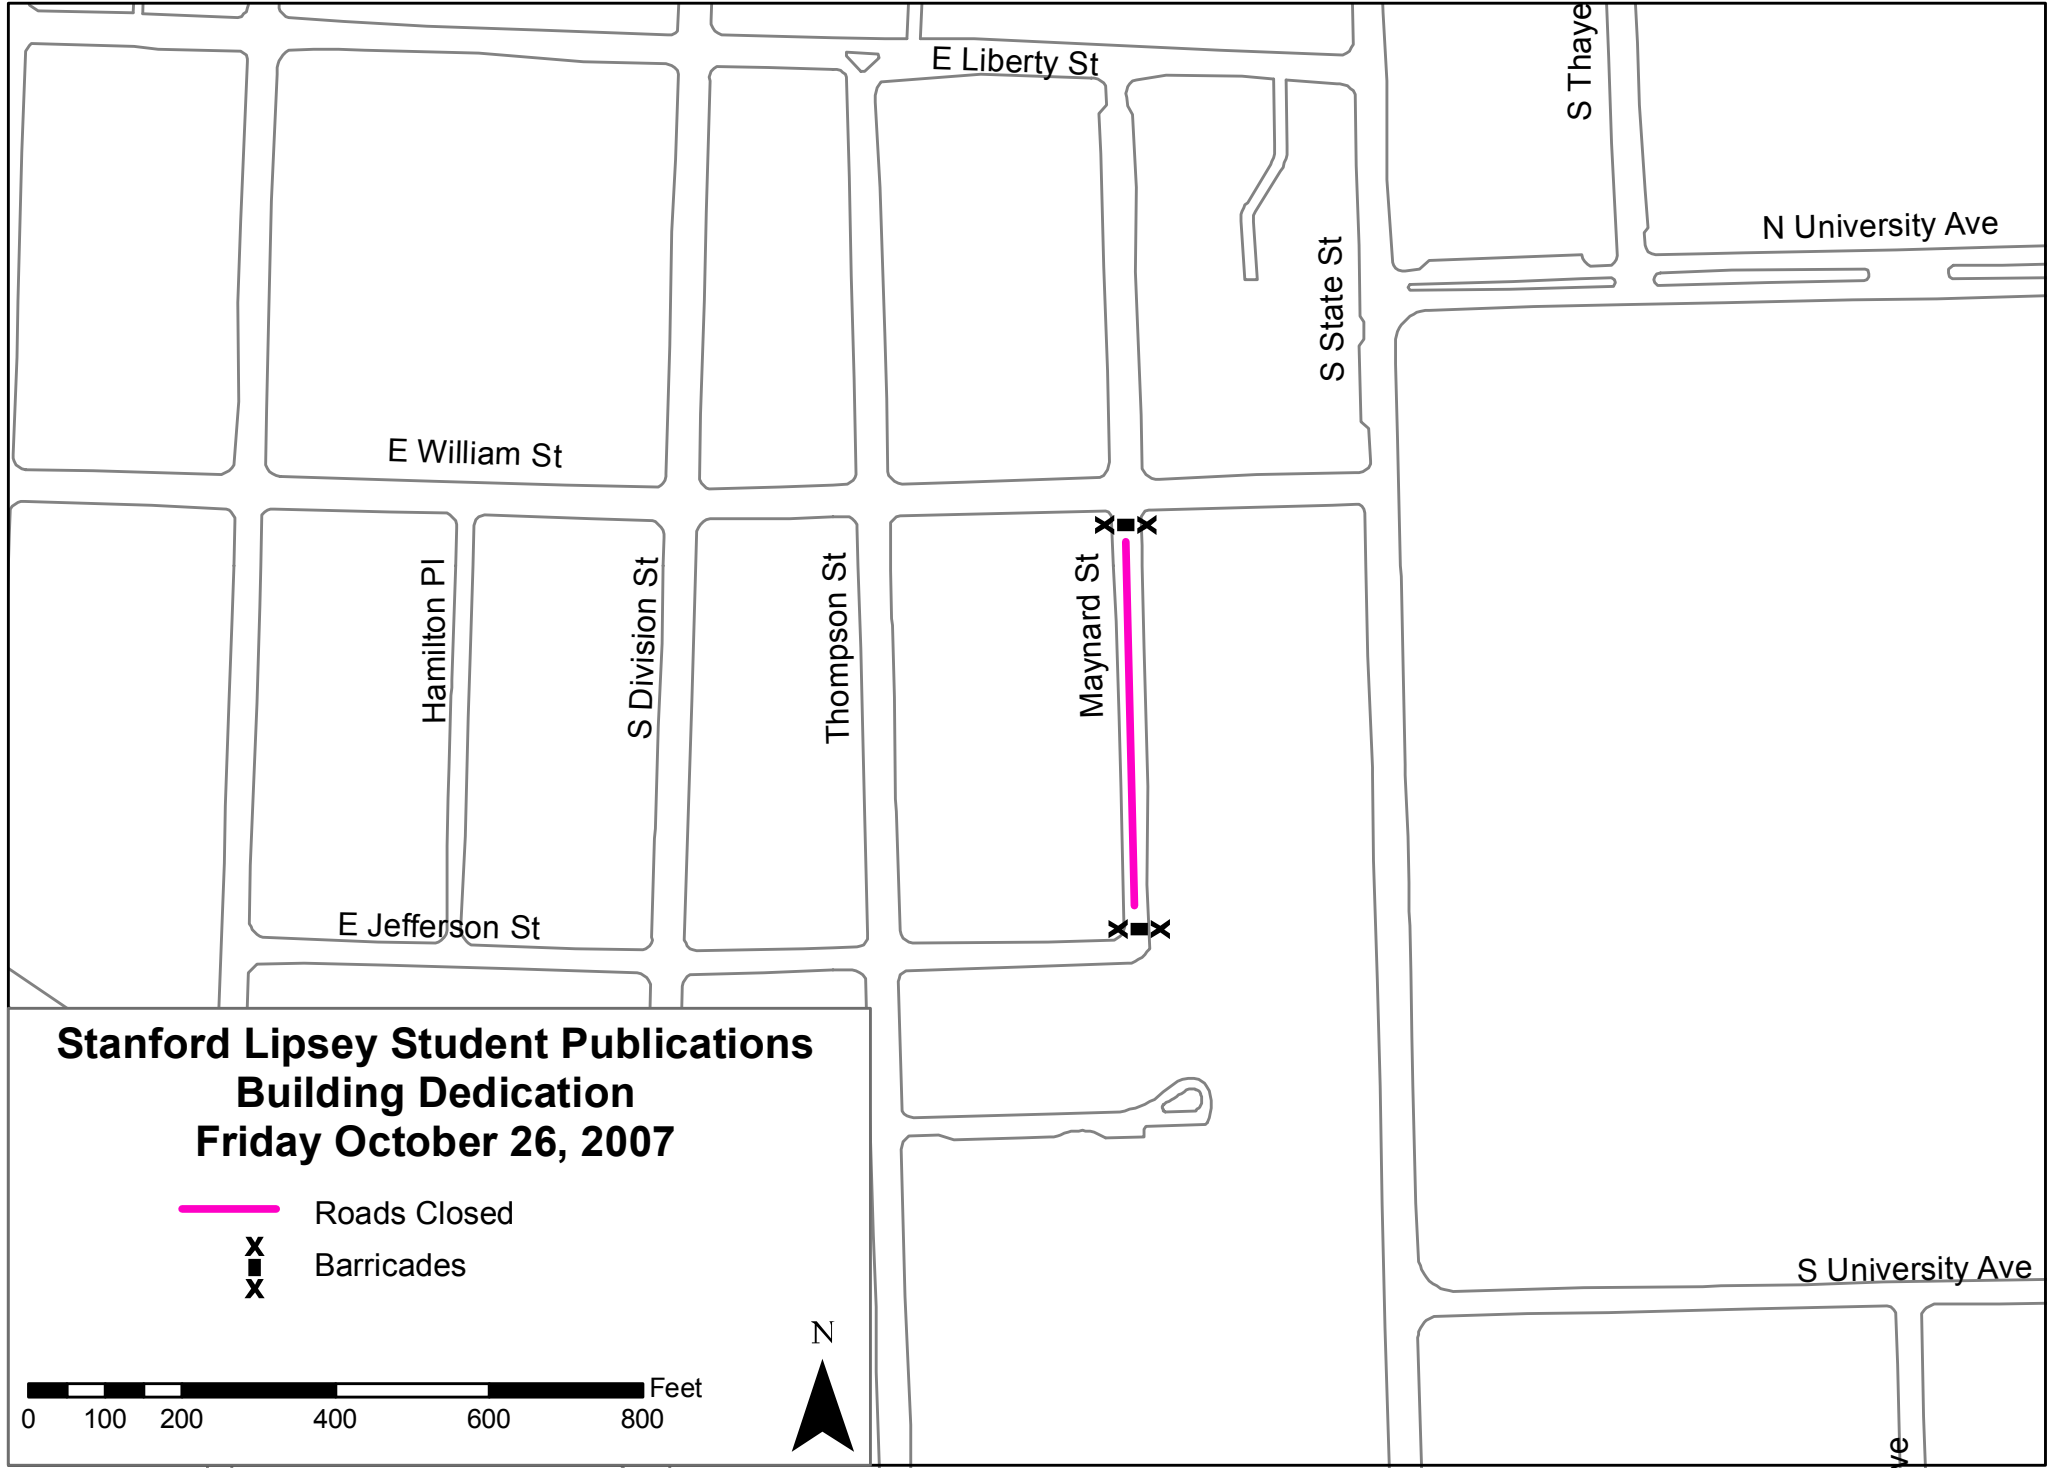 S Thaye
E Liberty St
N University Ave
S State St
E William St
Hamilton Pl
S Division St
Thompson St
Maynard St
X X
E Jefferson St
X X
Stanford Lipsey Student Publications
Building Dedication
Friday October 26, 2007
Roads Closed
X
Barricades
X
S University Ave
N
Feet
0 100 200 400 600 800
ve